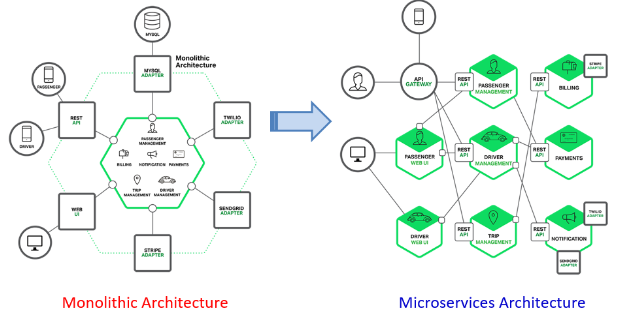 MYSQL
MYSQL
ADAPTER
Monolithic
Architecture
PASSENGER
REST
API
TWILIO
ADAPTER
DRIVER
PASSENGER
MANAGEMENT
BILLING
NOTIFICATION
PAYMENTS
TRIP
MANAGEMENT
DRIVER
MANAGEMENT
WEB
UI
SENDGRID
ADAPTER
STRIPE
ADAPTER
Monolithic Architecture
API
GATEWAY
REST
API
PASSENGER
MANAGEMENT
REST
API
BILLING
STRIPE
ADAPTER
PASSENGER
WEB UI
REST
API
DRIVER
MANAGEMENT
REST
API
PAYMENTS
DRIVER
WEB UI
REST
API
TRIP
MANAGEMENT
REST
API
NOTIFICATION
TWILIO
ADAPTER
SENDGRID
ADAPTER
Microservices Architecture